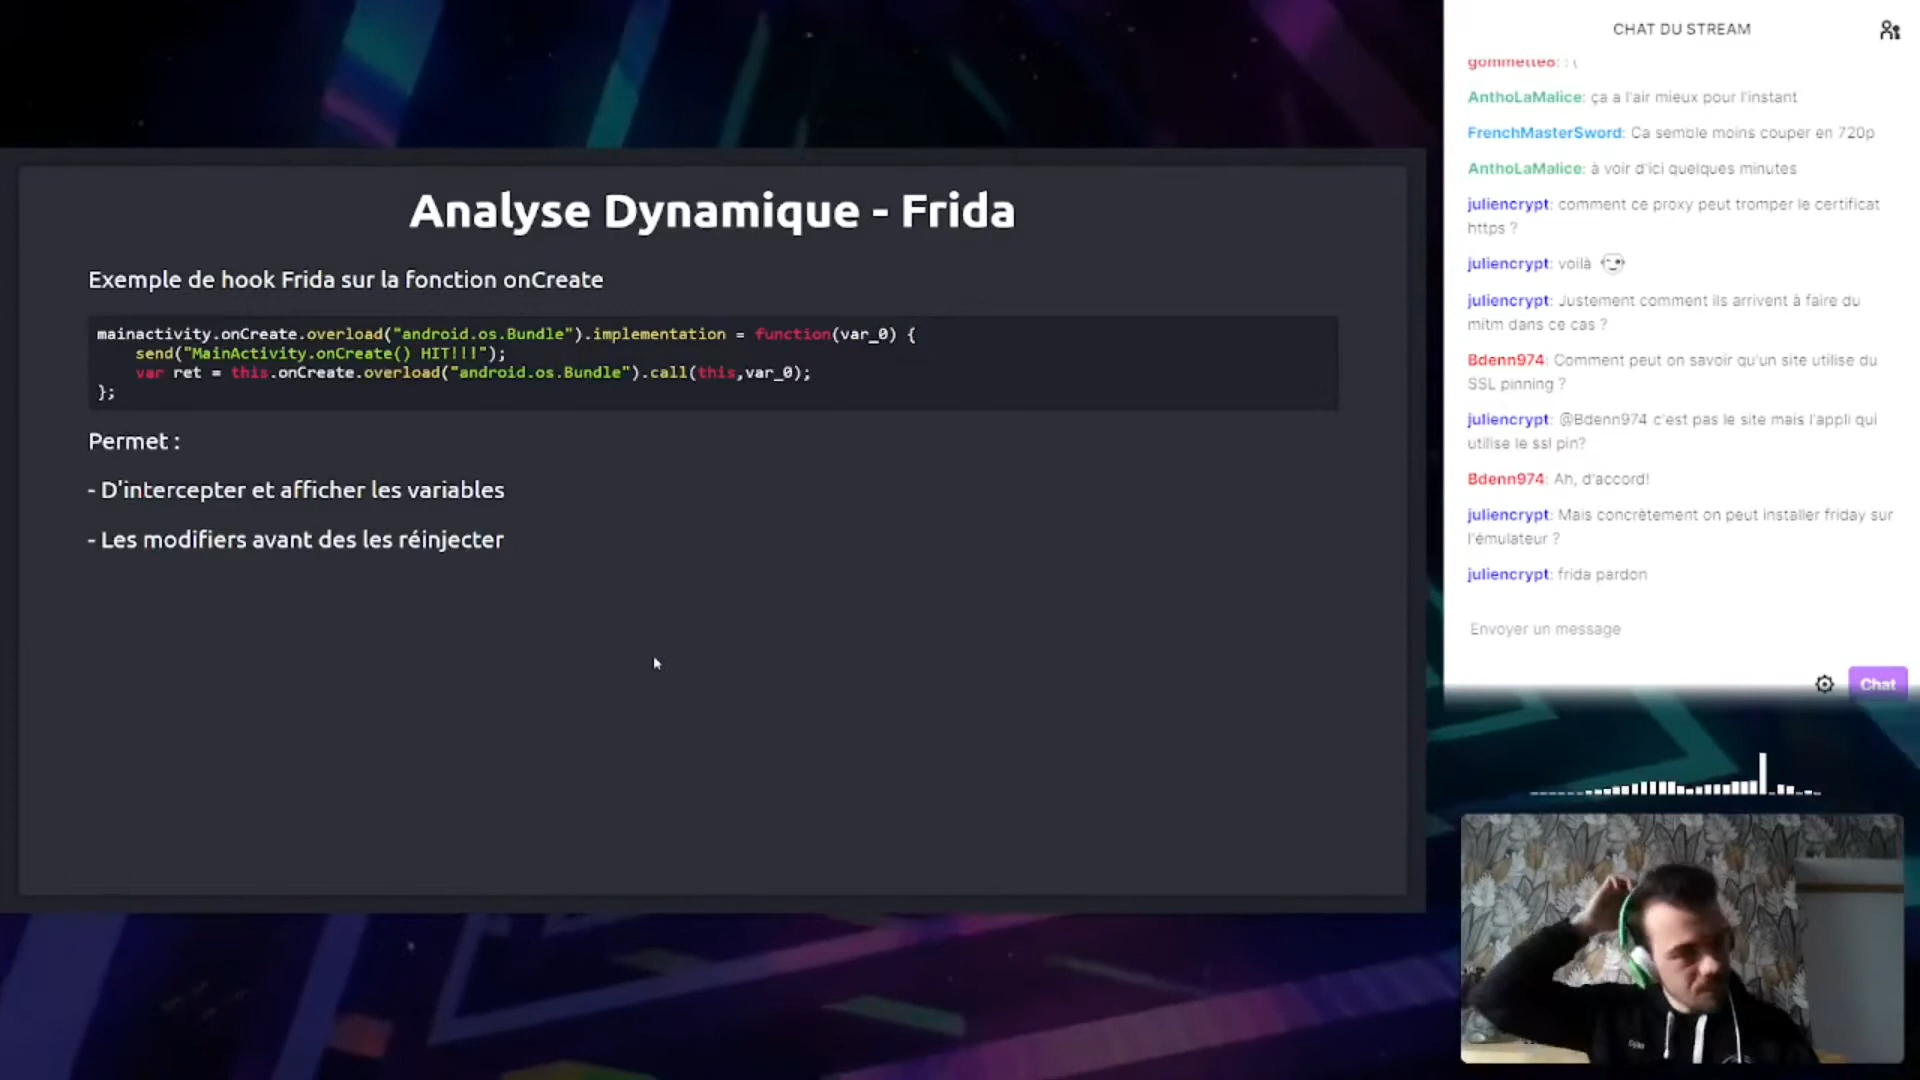 Analyse Dynamique - Frida
Exemple de hook Frida sur la fonction onCreate
mainactivity.onCreate.overload("android.os.Bundle").implementation = function(var_0) {
send("MainActivity.onCreate() HIT!!!");
var ret = this.onCreate.overload("android.os.Bundle").call(this,var_0);
};
Permet :
- D'intercepter et afficher les variables
- Les modifiers avant des les réinjecter
CHAT DU STREAM
gommette8: :(
AnthoLaMalice: ça a l'air mieux pour l'instant
FrenchMasterSword: Ca semble moins couper en 720p
AnthoLaMalice: à voir d'ici quelques minutes
juliencrypt: comment ce proxy peut tromper le certificat
https ?
juliencrypt: voilà
juliencrypt: Justement comment ils arrivent à faire du
mitm dans ce cas ?
Bdenn974: Comment peut on savoir qu'un site utilise du
SSL pinning ?
juliencrypt: @Bdenn974 c'est pas le site mais l'appli qui
utilise le ssl pin?
Bdenn974: Ah, d'accord!
juliencrypt: Mais concrètement on peut installer friday sur
l'émulateur ?
juliencrypt: frida pardon
Envoyer un message
Chat